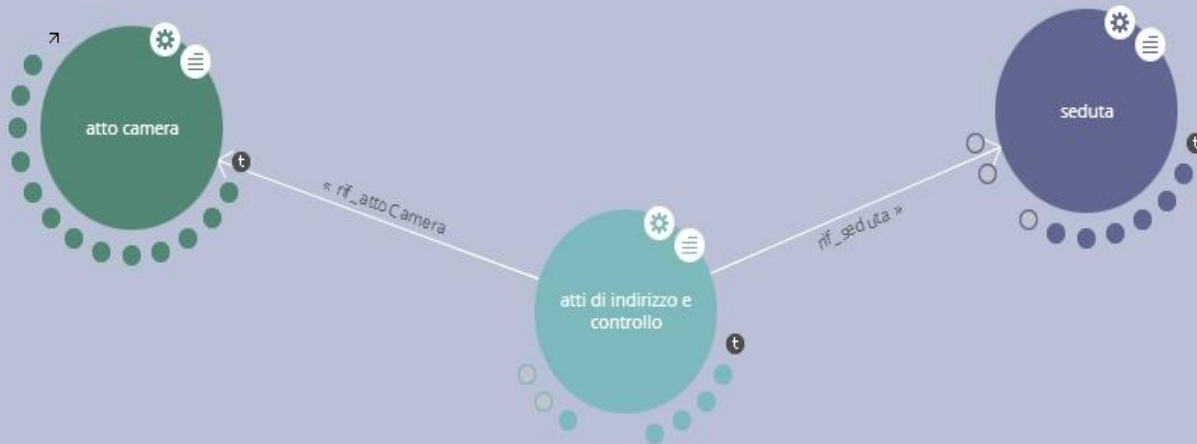 atto camera
t
« rif_attoCamera
seduta
t
rif_seduta »
atti di indirizzo e
controllo
t